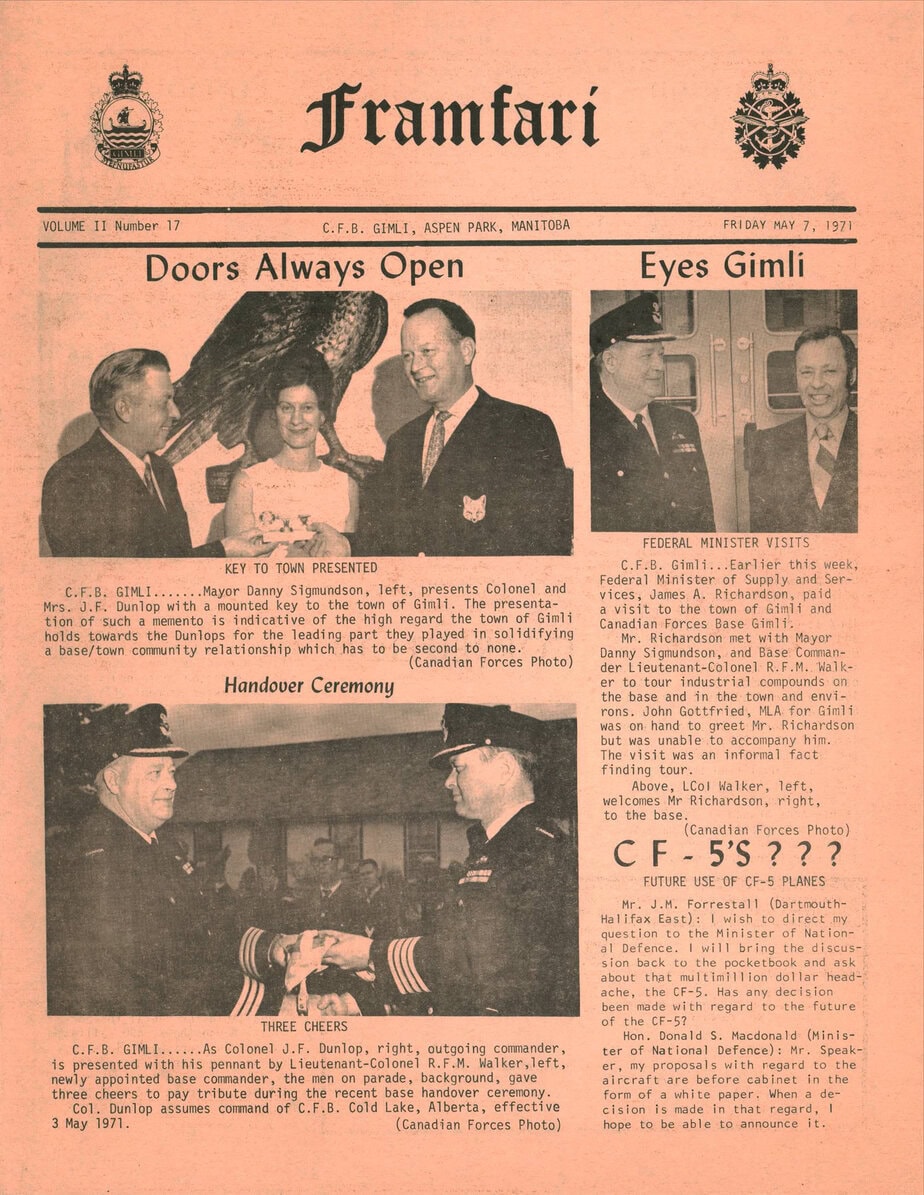 Framfari
GIMLI
VOLUME II Number 17
C.F.B. GIMLI, ASPEN PARK, MANITOBA
FRIDAY MAY 7, 1971
Doors Always Open
KEY TO TOWN PRESENTED
C.F.B. GIMLI.......Mayor Danny Sigmundson, left, presents Colonel and
Mrs. J.F. Dunlop with a mounted key to the town of Gimli. The presenta-
tion of such a memento is indicative of the high regard the town of Gimli
holds towards the Dunlops for the leading part they played in solidifying
a base/town community relationship which has to be second to none.
(Canadian Forces Photo)
Handover Ceremony
THREE CHEERS
C.F.B. GIMLI......As Colonel J.F. Dunlop, right, outgoing commander,
is presented with his pennant by Lieutenant-Colonel R.F.M. Walker,left,
newly appointed base commander, the men on parade, background, gave
three cheers to pay tribute during the recent base handover ceremony.
Col. Dunlop assumes command of C.F.B. Cold Lake, Alberta, effective
3 May 1971.
(Canadian Forces Photo)
Eyes Gimli
FEDERAL MINISTER VISITS
C.F.B. Gimli...Earlier this week,
Federal Minister of Supply and Ser-
vices, James A. Richardson, paid
a visit to the town of Gimli and
Canadian Forces Base Gimli.
Mr. Richardson met with Mayor
Danny Sigmundson, and Base Comman-
der Lieutenant-Colonel R.F.M. Walk-
er to tour industrial compounds on
the base and in the town and envi-
rons. John Gottfried, MLA for Gimli
was on hand to greet Mr. Richardson
but was unable to accompany him.
The visit was an informal fact
finding tour.
Above, LCol Walker, left,
welcomes Mr Richardson, right,
to the base.
(Canadian Forces Photo)
CF-5'S???
FUTURE USE OF CF-5 PLANES
Mr. J.M. Forrestall (Dartmouth-
Halifax East): I wish to direct my
question to the Minister of Nation-
al Defence. I will bring the discus-
sion back to the pocketbook and ask
about that multimillion dollar head-
ache, the CF-5. Has any decision
been made with regard to the future
of the CF-5?
Hon. Donald S. Macdonald (Minis-
ter of National Defence): Mr. Speak-
er, my proposals with regard to the
aircraft are before cabinet in the
form of a white paper. When a de-
cision is made in that regard, I
hope to be able to announce it.